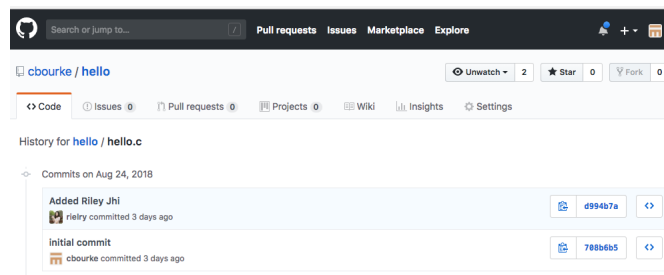 Search or jump to... / Pull requests Issues Marketplace Explore
cbourke / hello Unwatch 2 Star 0 Fork 0
Code Issues 0 Pull requests 0 Projects 0 Wiki Insights Settings
History for hello / hello.c
Commits on Aug 24, 2018
Added Riley Jhi
rielry committed 3 days ago d994b7a
initial commit
cbourke committed 3 days ago 708b6b5